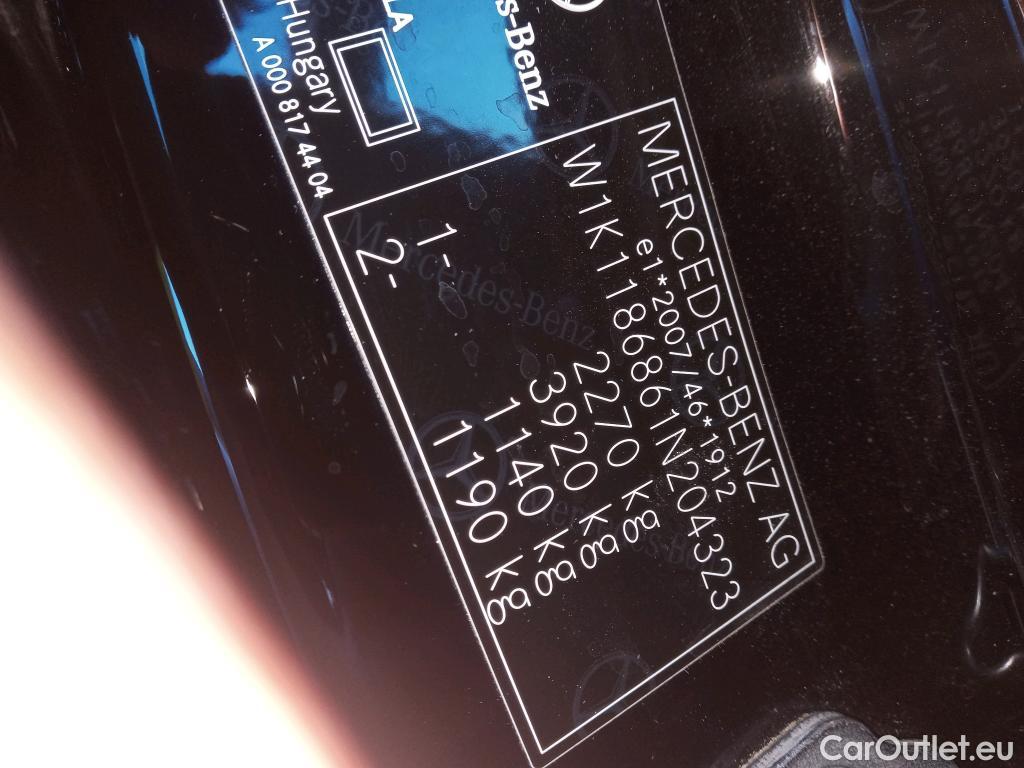 MERCEDES-BENZ AG
e1*2007/46*1912
W1K1186861N204323
2270 kg
3920 kg
1- 1140 kg
2- 1190 kg
Hungary
A 000 817 44 04
Mercedes-Benz
CarOutlet.eu